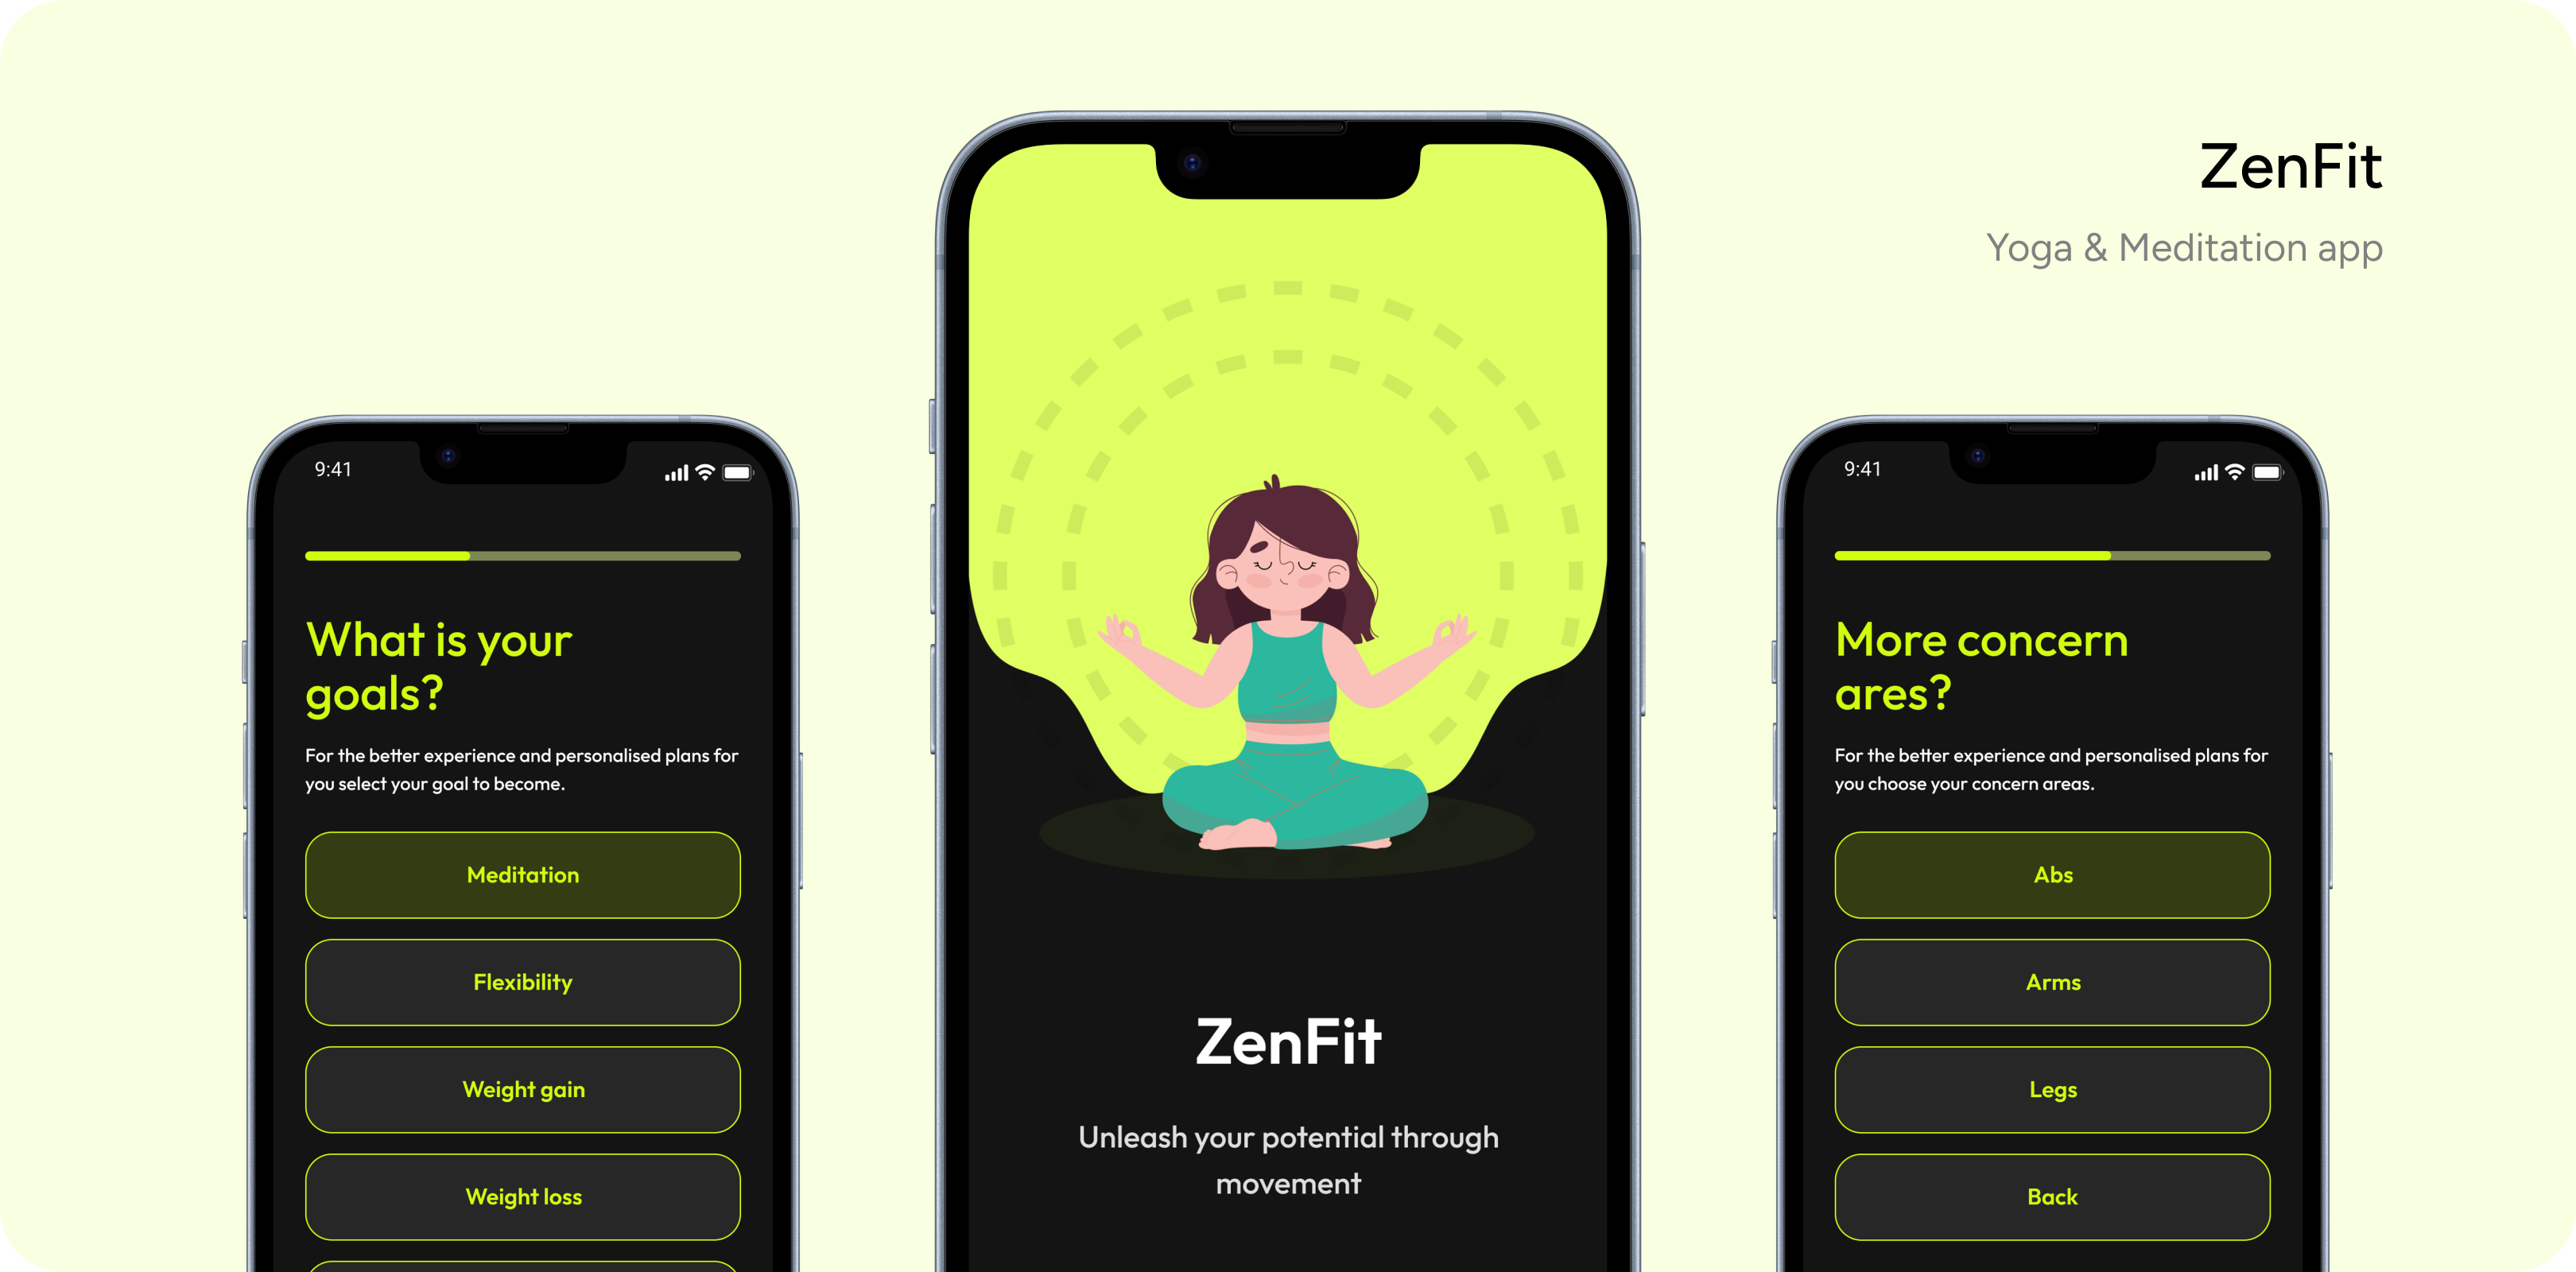 ZenFit
Yoga & Meditation app
9:41
What is your
goals?
For the better experience and personalised plans for
you select your goal to become.
Meditation
Flexibility
Weight gain
Weight loss
ZenFit
Unleash your potential through
movement
9:41
More concern
ares?
For the better experience and personalised plans for
you choose your concern areas.
Abs
Arms
Legs
Back